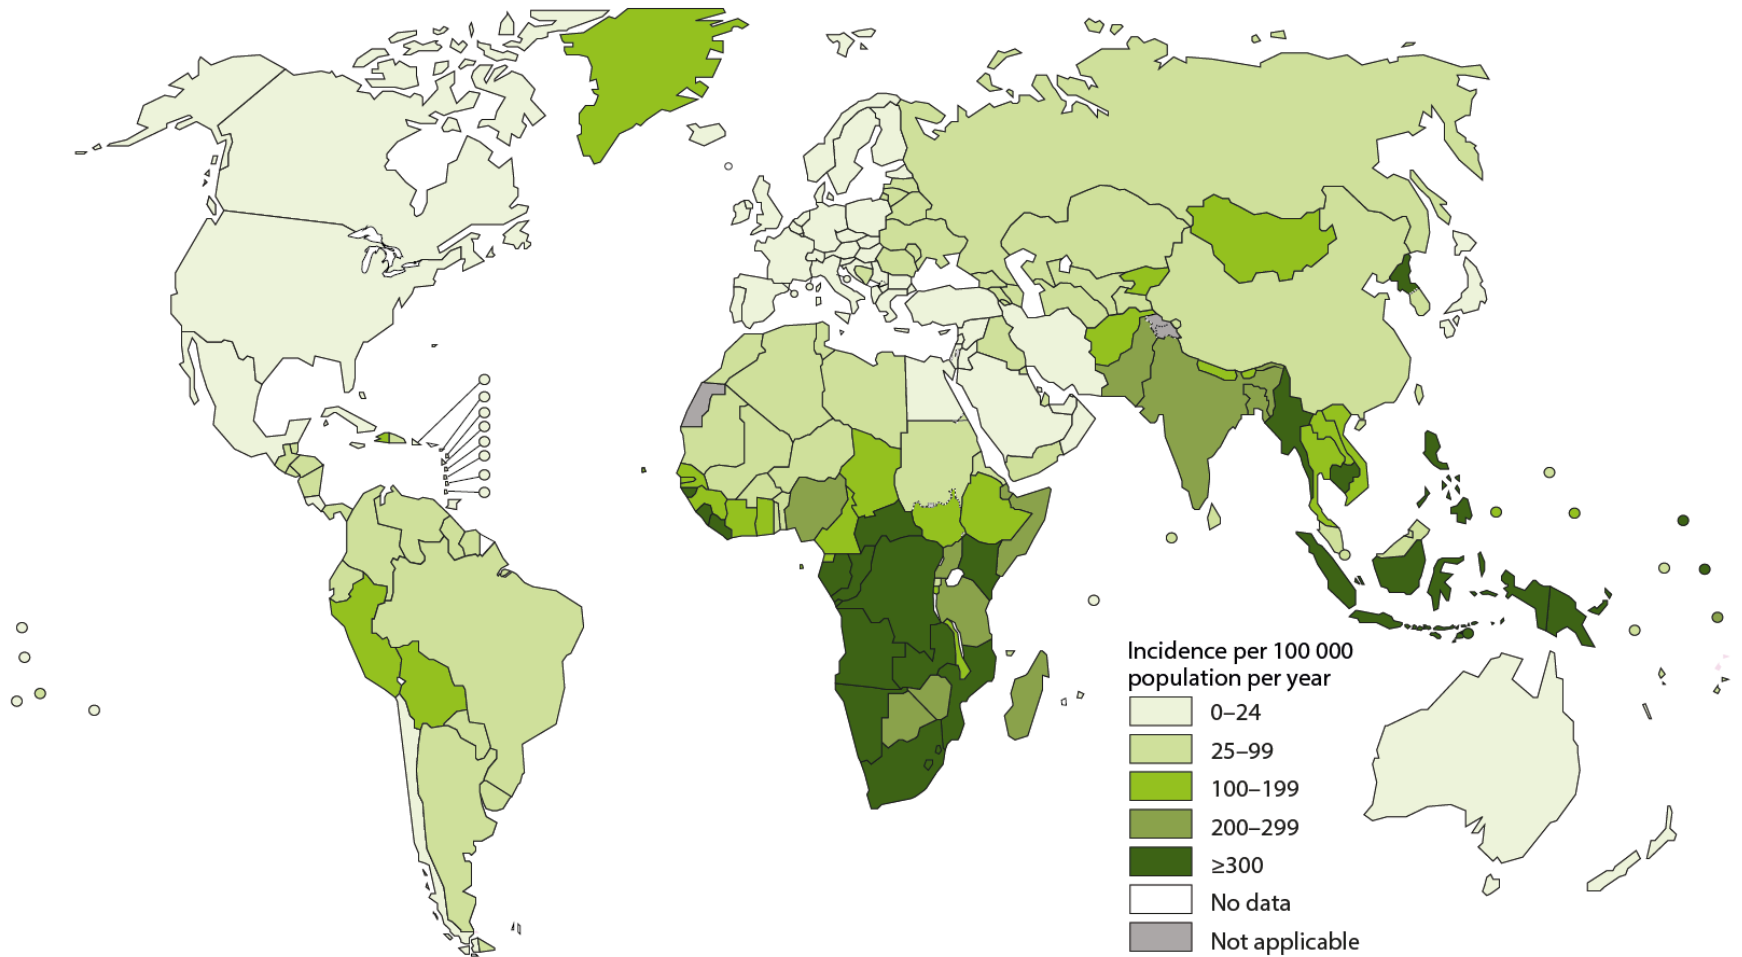 Incidence per 100 000
population per year
0–24
25–99
100–199
200–299
≥300
No data
Not applicable